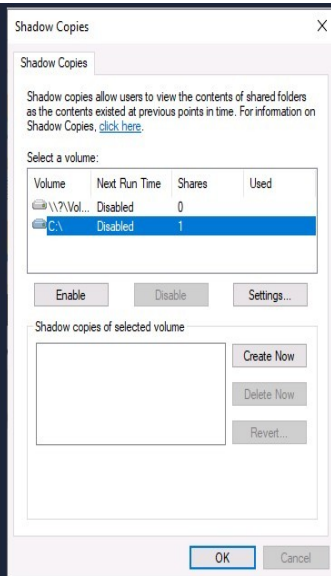 Shadow Copies
Shadow Copies
Shadow copies allow users to view the contents of shared folders
as the contents existed at previous points in time. For information on
Shadow Copies, click here.
Select a volume:
Volume Next Run Time Shares Used
\\?\Vol... Disabled 0
C:\ Disabled 1
Enable Disable Settings...
Shadow copies of selected volume
Create Now
Delete Now
Revert...
OK Cancel